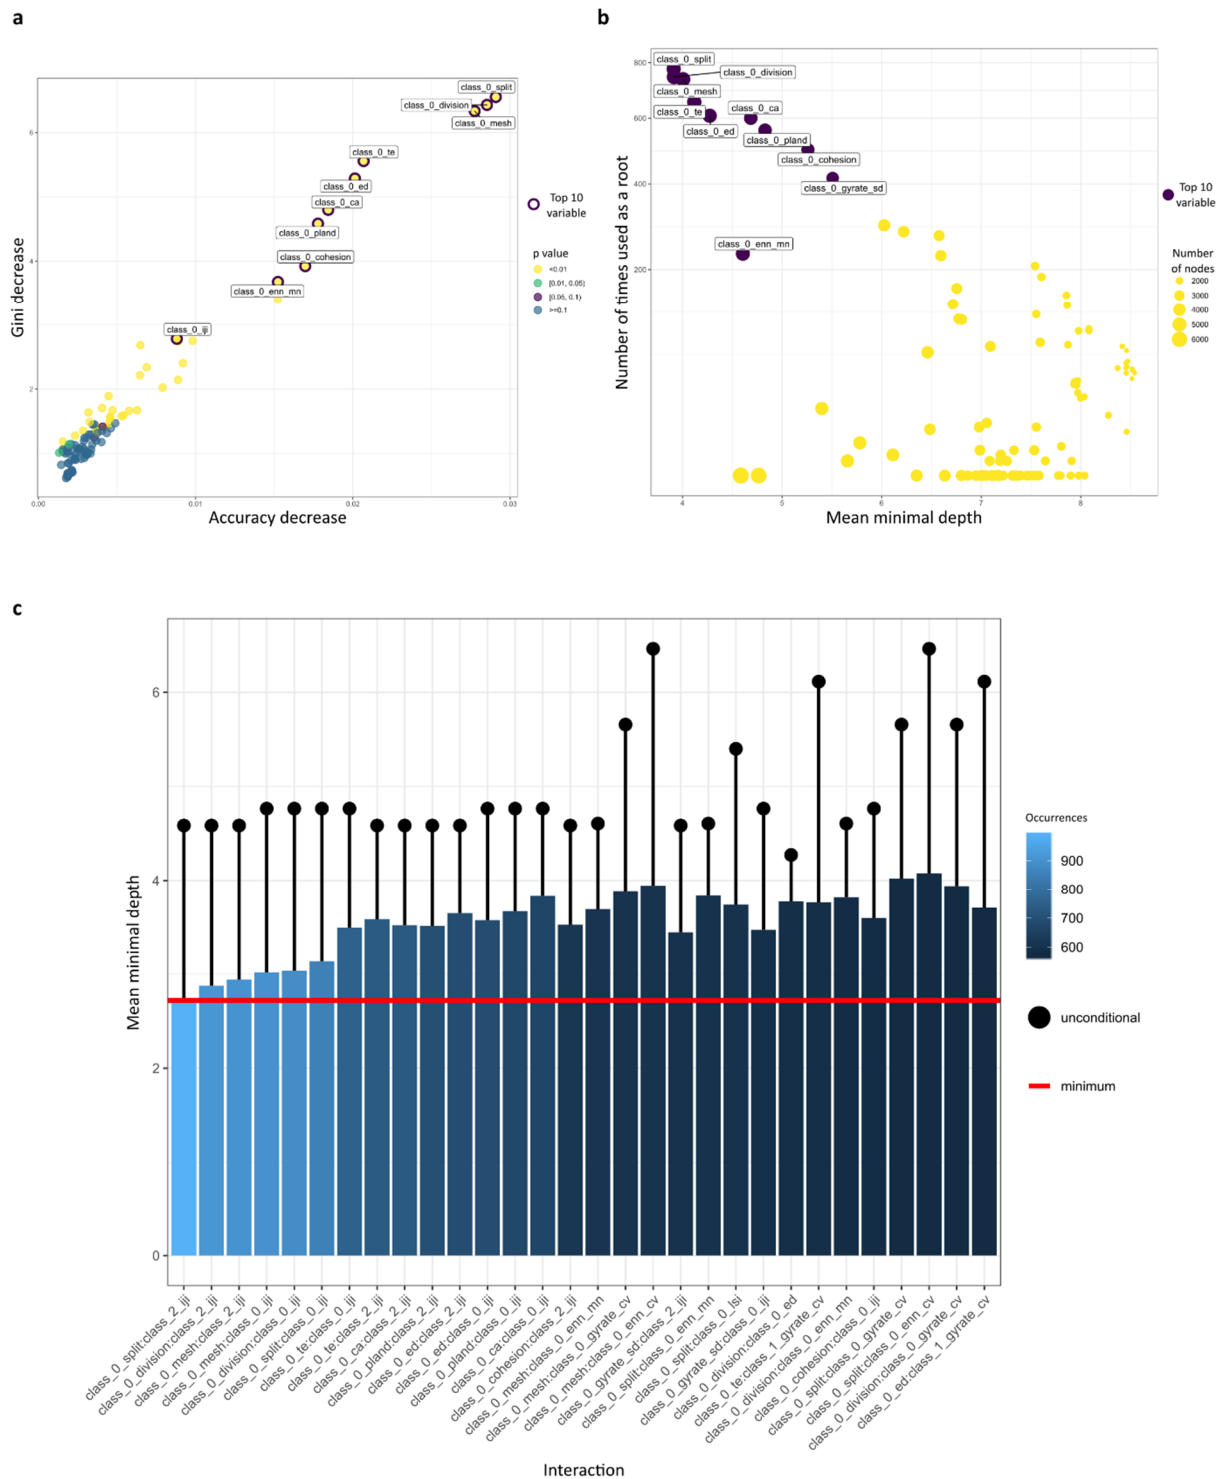 a
class_0_split
class_0_division
class_0_mesh
class_0_te
class_0_ed
class_0_ca
class_0_pland
class_0_cohesion
class_0_enn_mn
class_0_iji
6
4
2
0.00
0.01
0.02
0.03
Gini decrease
Accuracy decrease
Top 10
variable
p value
<0.01
[0.01, 0.05)
[0.05, 0.1)
>=0.1
b
class_0_split
class_0_division
class_0_mesh
class_0_te
class_0_ca
class_0_ed
class_0_pland
class_0_cohesion
class_0_gyrate_sd
class_0_enn_mn
800
600
400
200
4
5
6
7
8
Number of times used as a root
Mean minimal depth
Top 10
variable
Number
of nodes
2000
3000
4000
5000
6000
c
6
4
2
0
Mean minimal depth
Occurrences
900
800
700
600
unconditional
minimum
class_0_split:class_2_iji
class_0_division:class_2_iji
class_0_mesh:class_2_iji
class_0_mesh:class_0_iji
class_0_division:class_0_iji
class_0_split:class_0_iji
class_0_te:class_0_iji
class_0_te:class_2_iji
class_0_ca:class_2_iji
class_0_pland:class_2_iji
class_0_ed:class_2_iji
class_0_ed:class_0_iji
class_0_pland:class_0_iji
class_0_ca:class_0_iji
class_0_cohesion:class_2_iji
class_0_mesh:class_0_enn_mn
class_0_mesh:class_0_gyrate_cv
class_0_mesh:class_0_enn_cv
class_0_gyrate_sd:class_2_iji
class_0_split:class_0_enn_mn
class_0_split:class_0_lsi
class_0_gyrate_sd:class_0_iji
class_0_division:class_0_ed
class_0_te:class_1_gyrate_cv
class_0_division:class_0_enn_mn
class_0_cohesion:class_0_iji
class_0_split:class_0_gyrate_cv
class_0_split:class_0_enn_cv
class_0_division:class_0_gyrate_cv
class_0_ed:class_1_gyrate_cv
Interaction